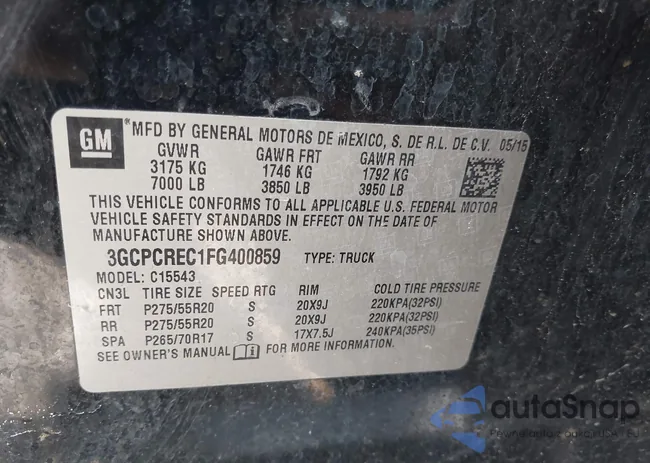 GM
*MFD BY GENERAL MOTORS DE MEXICO, S. DE R.L. DE C.V. 05/15
GVWR GAWR FRT GAWR RR
3175 KG 1746 KG 1792 KG
7000 LB 3850 LB 3950 LB
THIS VEHICLE CONFORMS TO ALL APPLICABLE U.S. FEDERAL MOTOR
VEHICLE SAFETY STANDARDS IN EFFECT ON THE DATE OF
MANUFACTURE SHOWN ABOVE.
3GCPCREC1FG400859 TYPE: TRUCK
MODEL: C15543
CN3L TIRE SIZE SPEED RTG RIM COLD TIRE PRESSURE
FRT P275/55R20 S 20X9J 220KPA(32PSI)
RR P275/55R20 S 20X9J 220KPA(32PSI)
SPA P265/70R17 S 17X7.5J 240KPA(35PSI)
SEE OWNER'S MANUAL FOR MORE INFORMATION.
autaSnap